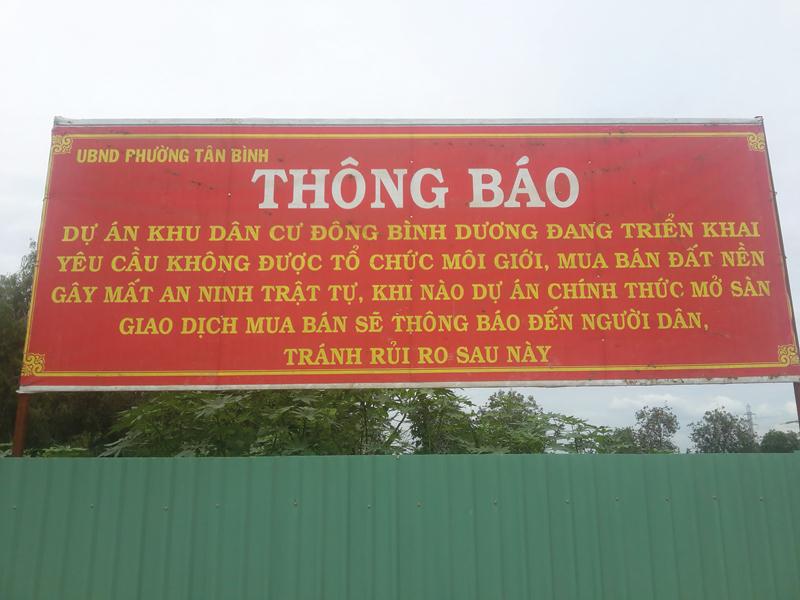 UBND PHƯỜNG TÂN BÌNH
THÔNG BÁO
DỰ ÁN KHU DÂN CƯ ĐÔNG BÌNH DƯƠNG ĐANG TRIỂN KHAI
YÊU CẦU KHÔNG ĐƯỢC TỔ CHỨC MÔI GIỚI, MUA BÁN ĐẤT NỀN
GÂY MẤT AN NINH TRẬT TỰ, KHI NÀO DỰ ÁN CHÍNH THỨC MỞ SÀN
GIAO DỊCH MUA BÁN SẼ THÔNG BÁO ĐẾN NGƯỜI DÂN,
TRÁNH RỦI RO SAU NÀY